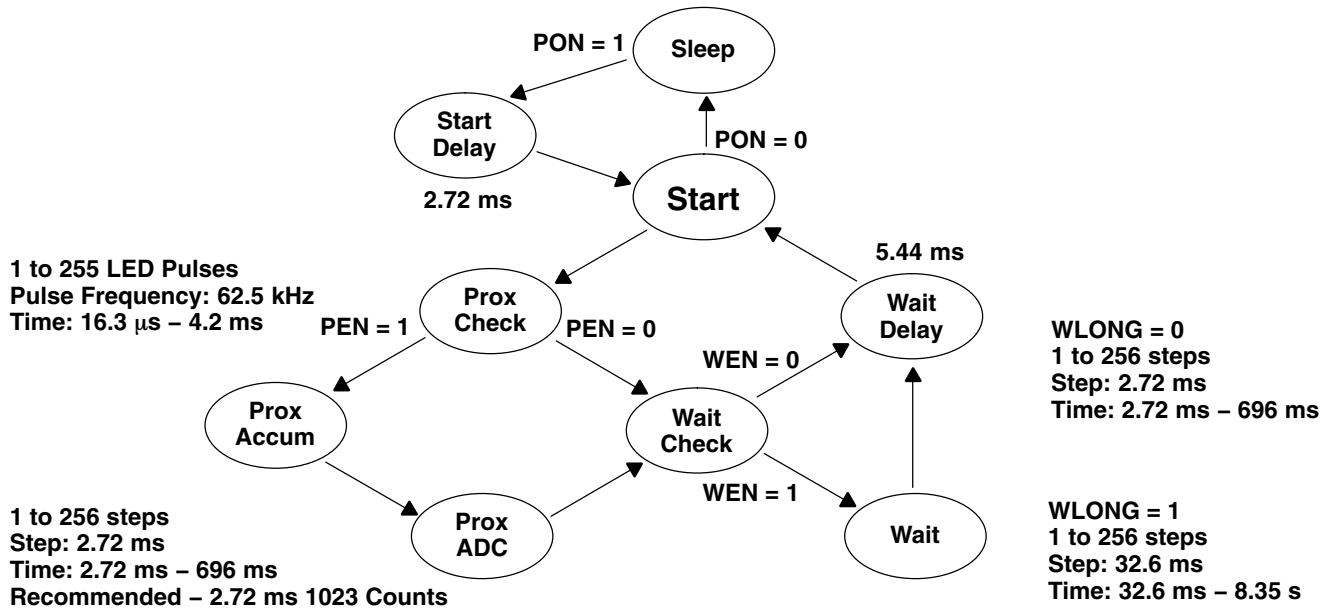 PON = 1
Sleep
Start
Delay
PON = 0
2.72 ms
Start
5.44 ms
1 to 255 LED Pulses
Pulse Frequency: 62.5 kHz
Time: 16.3 μs – 4.2 ms
Prox
Check
PEN = 1
PEN = 0
Wait
Delay
WLONG = 0
1 to 256 steps
Step: 2.72 ms
Time: 2.72 ms – 696 ms
WEN = 0
Prox
Accum
Wait
Check
WEN = 1
1 to 256 steps
Step: 2.72 ms
Time: 2.72 ms – 696 ms
Recommended – 2.72 ms 1023 Counts
Prox
ADC
Wait
WLONG = 1
1 to 256 steps
Step: 32.6 ms
Time: 32.6 ms – 8.35 s